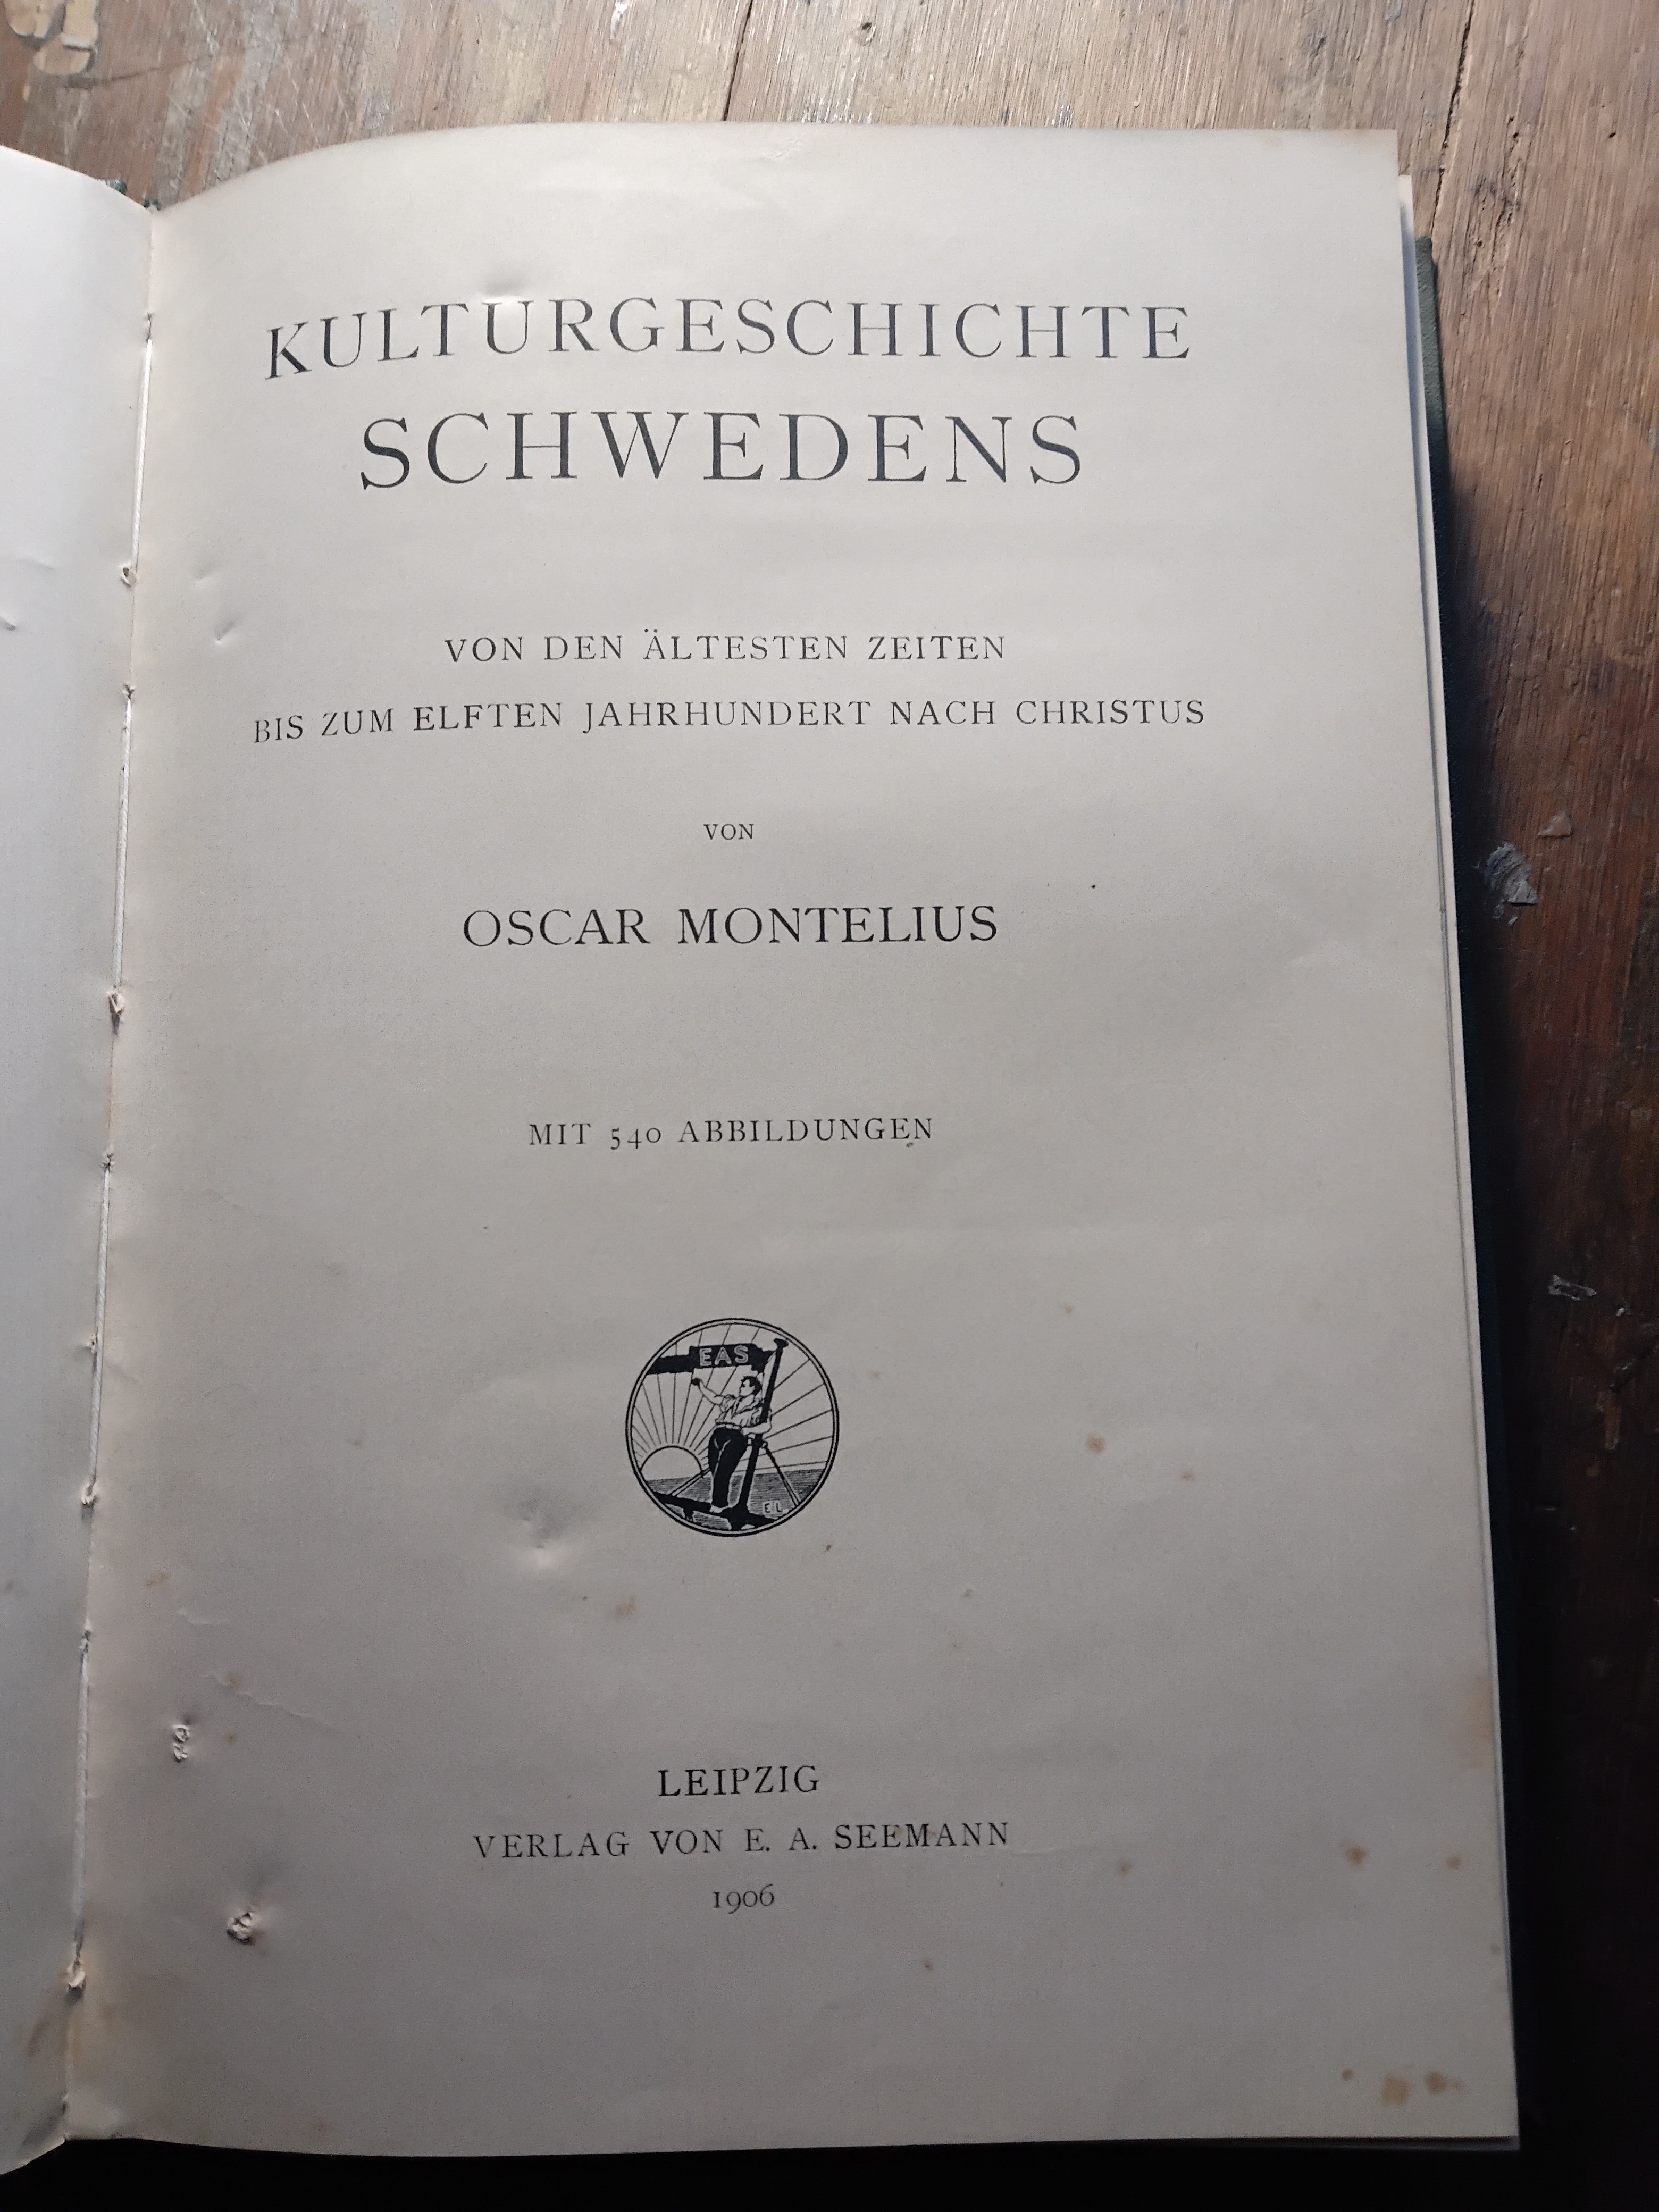 KULTURGESCHICHTE
SCHWEDENS
VON DEN ÄLTESTEN ZEITEN
BIS ZUM ELFTEN JAHRHUNDERT NACH CHRISTUS
VON
OSCAR MONTELIUS
MIT 540 ABBILDUNGEN
EAS
EL
LEIPZIG
VERLAG VON E. A. SEEMANN
1906